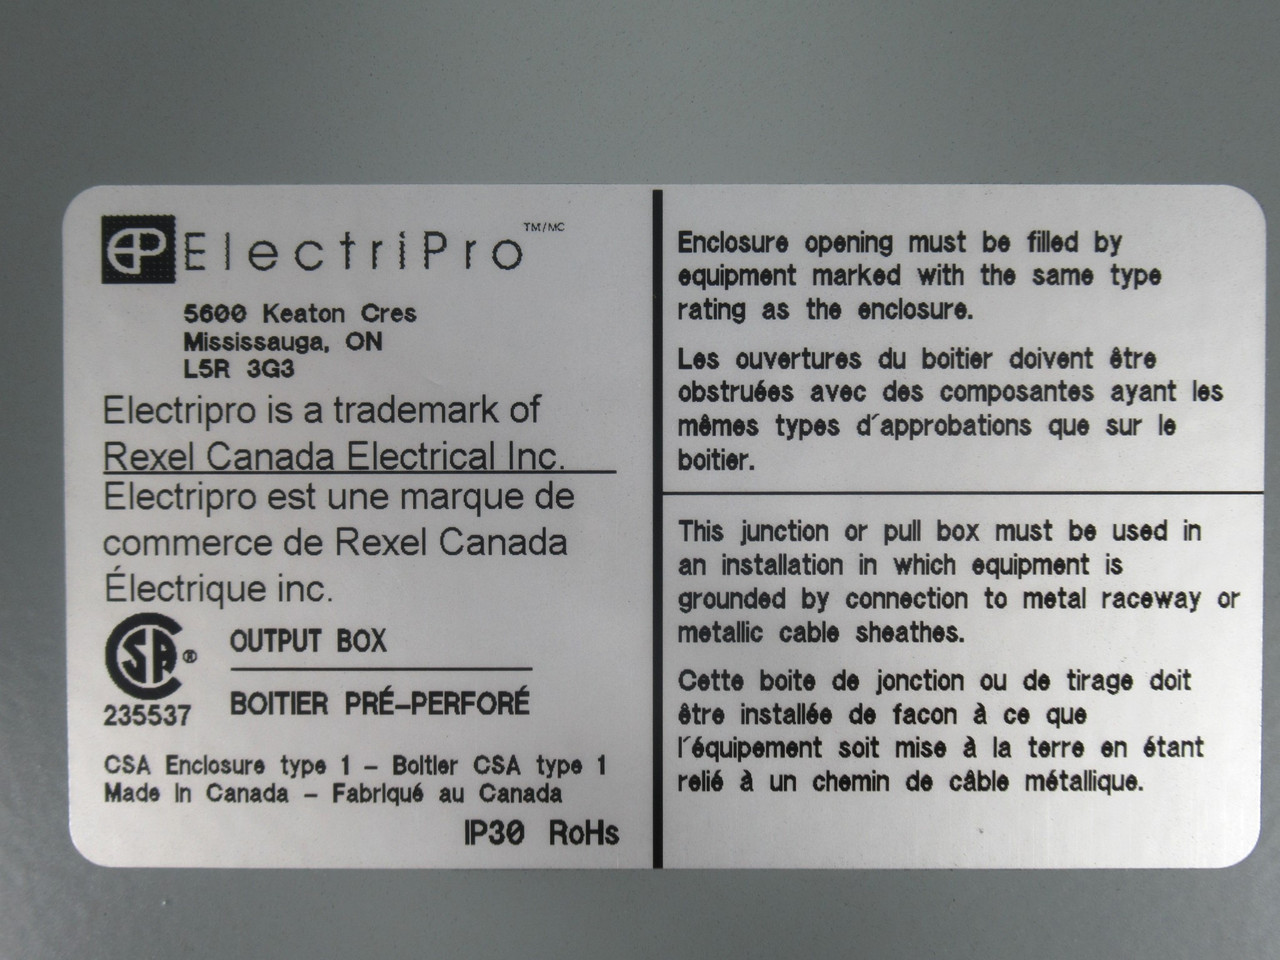 EP ElectriPro TM/MC
5600 Keaton Cres
Mississauga, ON
L5R 3G3
Electripro is a trademark of
Rexel Canada Electrical Inc.
Electripro est une marque de
commerce de Rexel Canada
Électrique inc.
CSA ®
235537
OUTPUT BOX
BOITIER PRÉ-PERFORÉ
CSA Enclosure type 1 - Boitier CSA type 1
Made In Canada - Fabriqué au Canada
IP30 RoHs
Enclosure opening must be filled by
equipment marked with the same type
rating as the enclosure.
Les ouvertures du boitier doivent être
obstruées avec des composantes ayant les
mêmes types d´approbations que sur le
boitier.
This junction or pull box must be used in
an installation in which equipment is
grounded by connection to metal raceway or
metallic cable sheathes.
Cette boite de jonction ou de tirage doit
être installée de facon à ce que
l´équipement soit mise à la terre en étant
relié à un chemin de câble métallique.